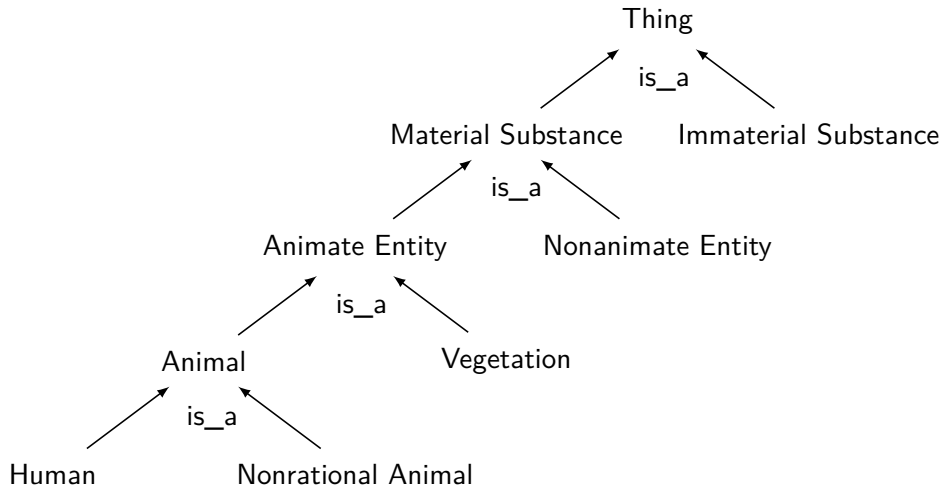 Thing
is_a
Material Substance
Immaterial Substance
is_a
Animate Entity
Nonanimate Entity
is_a
Animal
Vegetation
is_a
Human
Nonrational Animal